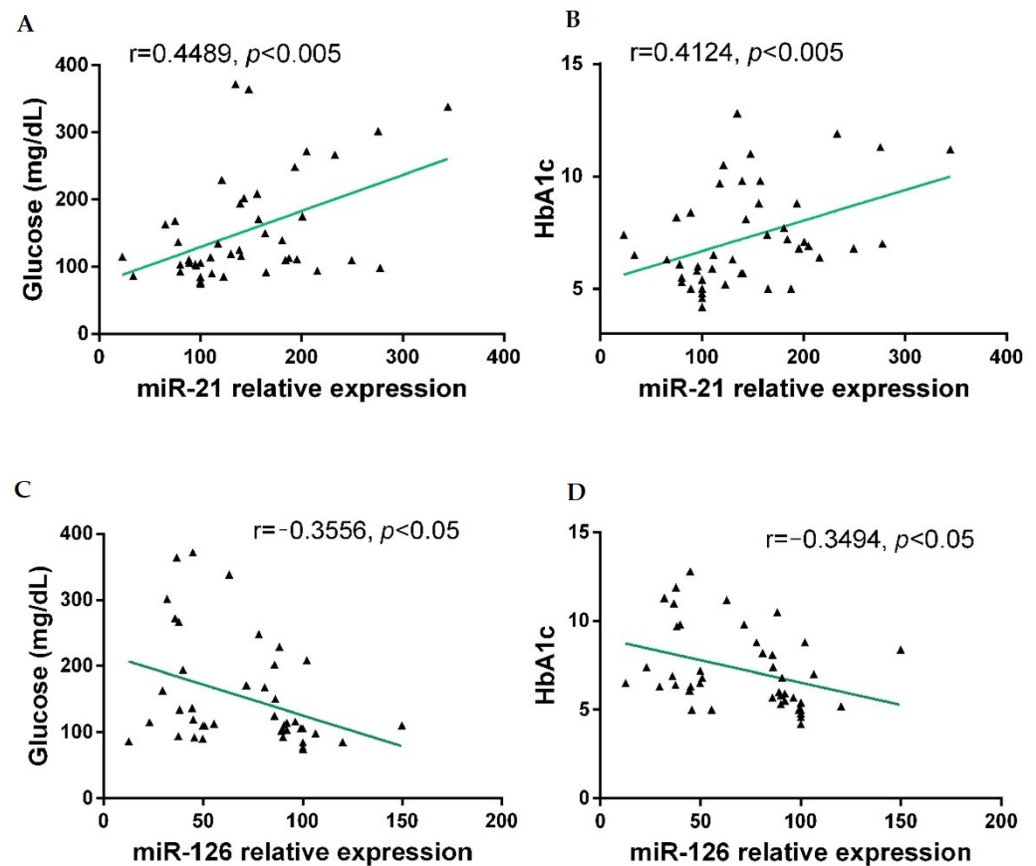 A
r=0.4489, p<0.005
Glucose (mg/dL)
400
300
200
100
0
0 100 200 300 400
miR-21 relative expression
B
r=0.4124, p<0.005
HbA1c
15
10
5
0 100 200 300 400
miR-21 relative expression
C
r=−0.3556, p<0.05
Glucose (mg/dL)
400
300
200
100
0
0 50 100 150 200
miR-126 relative expression
D
r=−0.3494, p<0.05
HbA1c
15
10
5
0
0 50 100 150 200
miR-126 relative expression